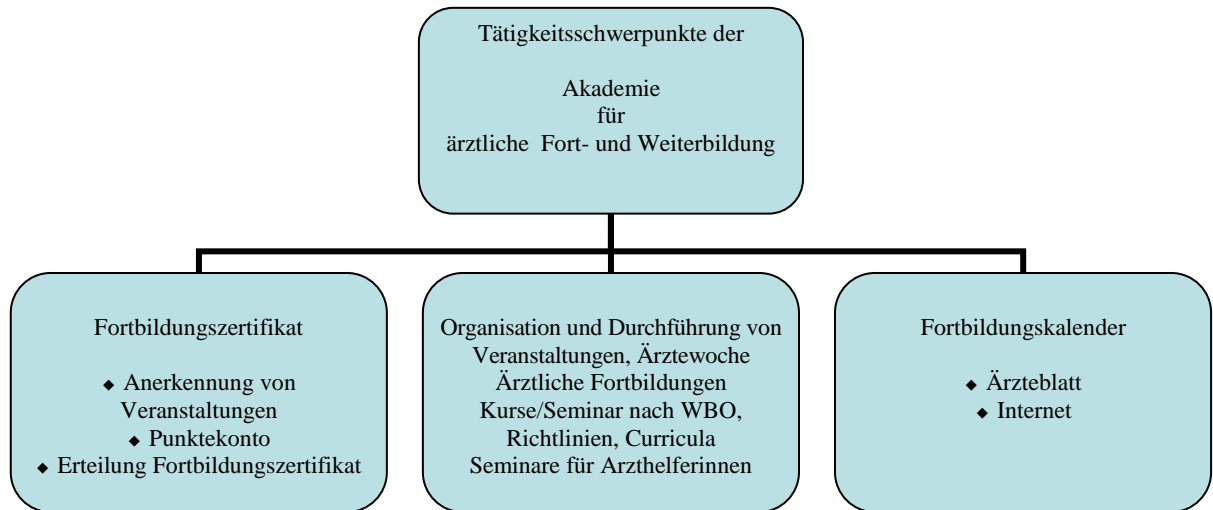 Tätigkeitsschwerpunkte der
Akademie
für
ärztliche Fort- und Weiterbildung
Fortbildungszertifikat
◆ Anerkennung von
Veranstaltungen
◆ Punktekonto
◆ Erteilung Fortbildungszertifikat
Organisation und Durchführung von
Veranstaltungen, Ärztewoche
Ärztliche Fortbildungen
Kurse/Seminar nach WBO,
Richtlinien, Curricula
Seminare für Arzthelferinnen
Fortbildungskalender
◆ Ärzteblatt
◆ Internet